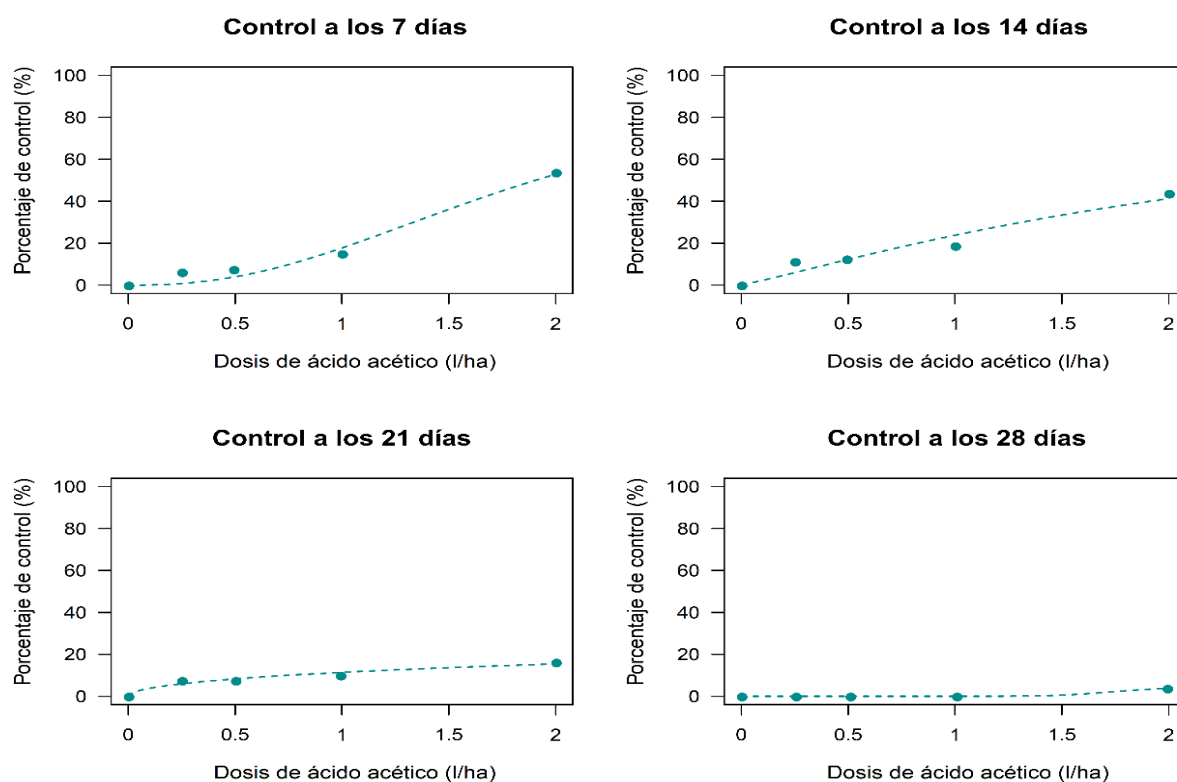 Control a los 7 días
Porcentaje de control (%)
100
80
60
40
20
0
0 0.5 1 1.5 2
Dosis de ácido acético (l/ha)
Control a los 14 días
Porcentaje de control (%)
100
80
60
40
20
0
0 0.5 1 1.5 2
Dosis de ácido acético (l/ha)
Control a los 21 días
Porcentaje de control (%)
100
80
60
40
20
0
0 0.5 1 1.5 2
Dosis de ácido acético (l/ha)
Control a los 28 días
Porcentaje de control (%)
100
80
60
40
20
0
0 0.5 1 1.5 2
Dosis de ácido acético (l/ha)